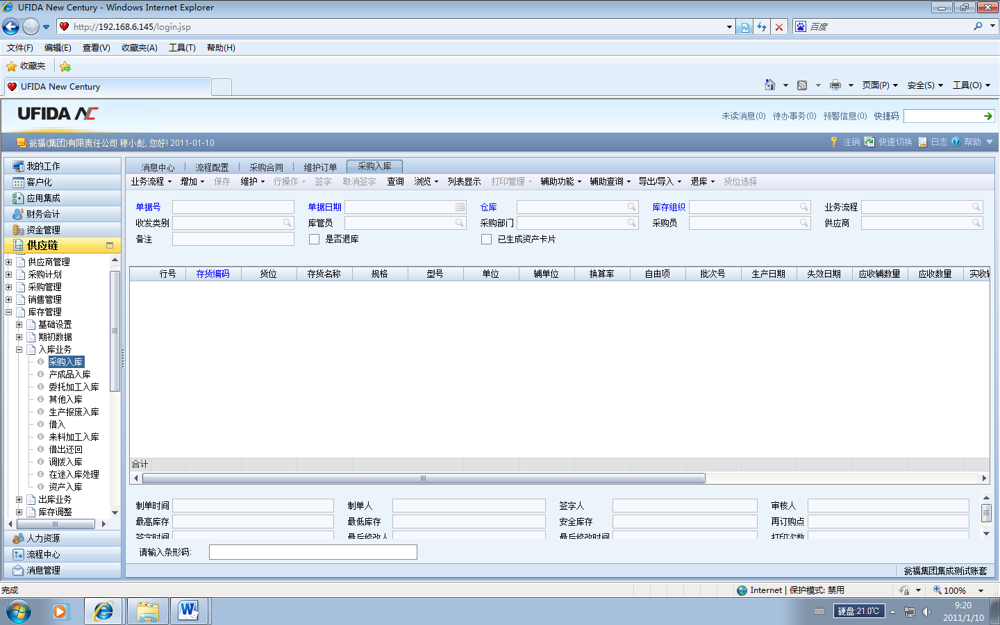 UFIDA New Century - Windows Internet Explorer
http://192.168.6.145/login.jsp
百度
文件(F) 编辑(E) 查看(V) 收藏夹(A) 工具(T) 帮助(H)
收藏夹
UFIDA New Century
页面(P) 安全(S) 工具(O)
UFIDA NC
未读消息(0) 待办事务(0) 预警信息(0) 快捷码
瓮福(集团)有限责任公司 穆小彪, 您好! 2011-01-10
注销 快速切换 日志 帮助
我的工作
客户化
应用集成
财务会计
资金管理
供应链
供应商管理
采购计划
采购管理
销售管理
库存管理
基础设置
期初数据
入库业务
采购入库
产成品入库
委托加工入库
其他入库
生产报废入库
借入
来料加工入库
借出还回
调拨入库
在途入库处理
资产入库
出库业务
库存调整
人力资源
流程中心
消息管理
消息中心 流程配置 采购合同 维护订单 采购入库
业务流程 增加 保存 维护 行操作 签字 取消签字 查询 浏览 列表显示 打印管理 辅助功能 辅助查询 导出/导入 退库 货位选择
单据号 单据日期 仓库 库存组织 业务流程
收发类别 库管员 采购部门 采购员 供应商
备注 是否退库 已生成资产卡片
行号 存货编码 货位 存货名称 规格 型号 单位 辅单位 换算率 自由项 批次号 生产日期 失效日期 应收辅数量 应收数量 实收辅
合计
制单时间 制单人 签字人 审核人
最高库存 最低库存 安全库存 再订购点
签字时间 最后修改人 最后修改时间 打印次数
请输入条形码:
瓮福集团集成测试账套
完成
Internet | 保护模式: 禁用
100%
硬盘:21.0℃
9:20
2011/1/10